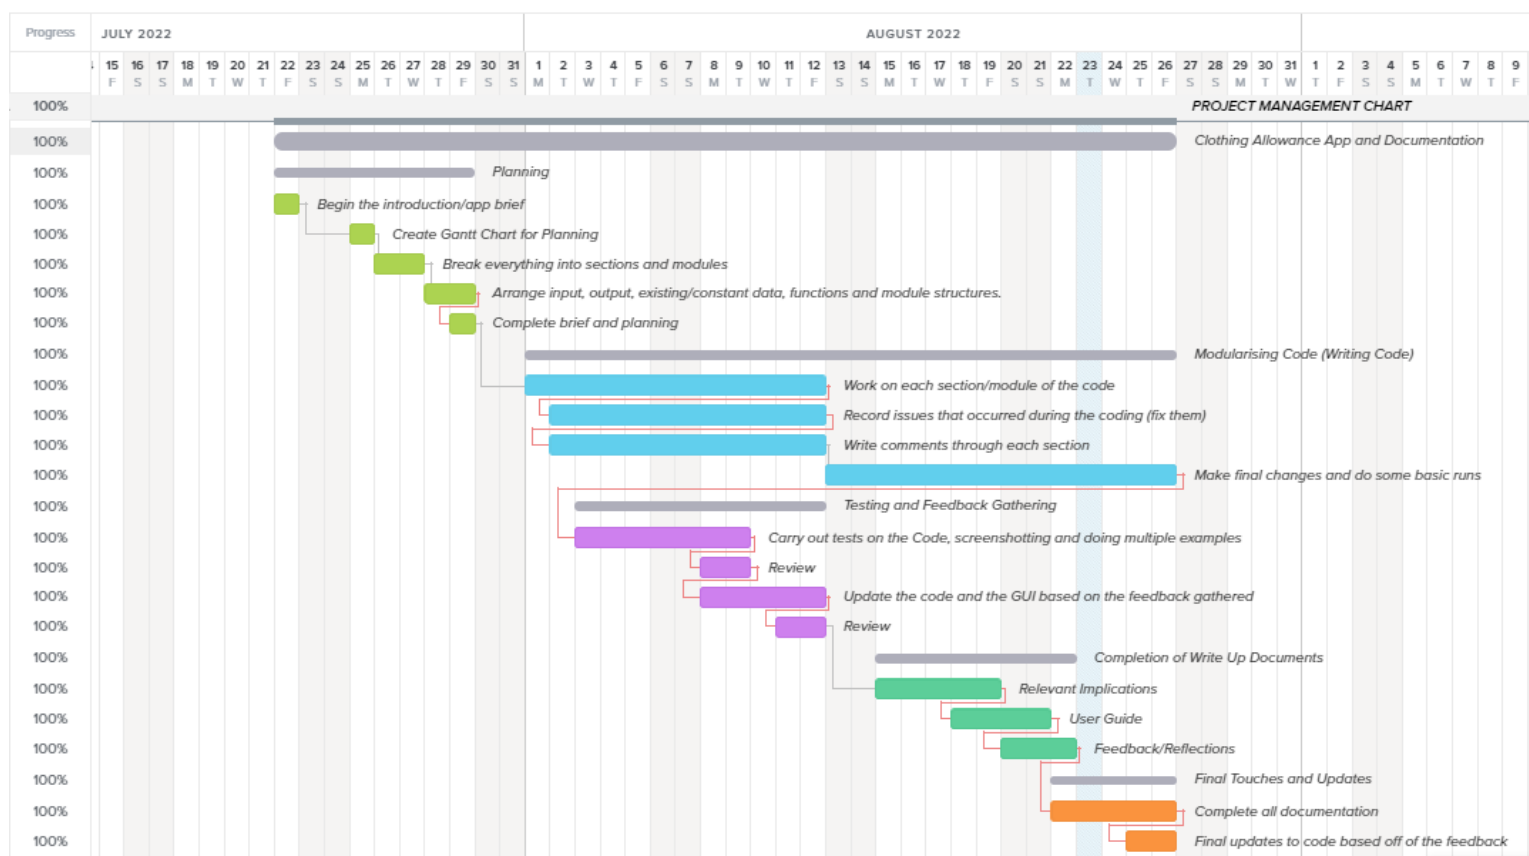 Progress JULY 2022 AUGUST 2022
15 16 17 18 19 20 21 22 23 24 25 26 27 28 29 30 31 1 2 3 4 5 6 7 8 9 10 11 12 13 14 15 16 17 18 19 20 21 22 23 24 25 26 27 28 29 30 31 1 2 3 4 5 6 7 8 9
F S S M T W T F S S M T W T F S S M T W T F S S M T W T F S S M T W T F S S M T W T F S S M T W T F S S M T W T F
100% PROJECT MANAGEMENT CHART
100% Clothing Allowance App and Documentation
100% Planning
100% Begin the introduction/app brief
100% Create Gantt Chart for Planning
100% Break everything into sections and modules
100% Arrange input, output, existing/constant data, functions and module structures.
100% Complete brief and planning
100% Modularising Code (Writing Code)
100% Work on each section/module of the code
100% Record issues that occurred during the coding (fix them)
100% Write comments through each section
100% Make final changes and do some basic runs
100% Testing and Feedback Gathering
100% Carry out tests on the Code, screenshotting and doing multiple examples
100% Review
100% Update the code and the GUI based on the feedback gathered
100% Review
100% Completion of Write Up Documents
100% Relevant Implications
100% User Guide
100% Feedback/Reflections
100% Final Touches and Updates
100% Complete all documentation
100% Final updates to code based off of the feedback